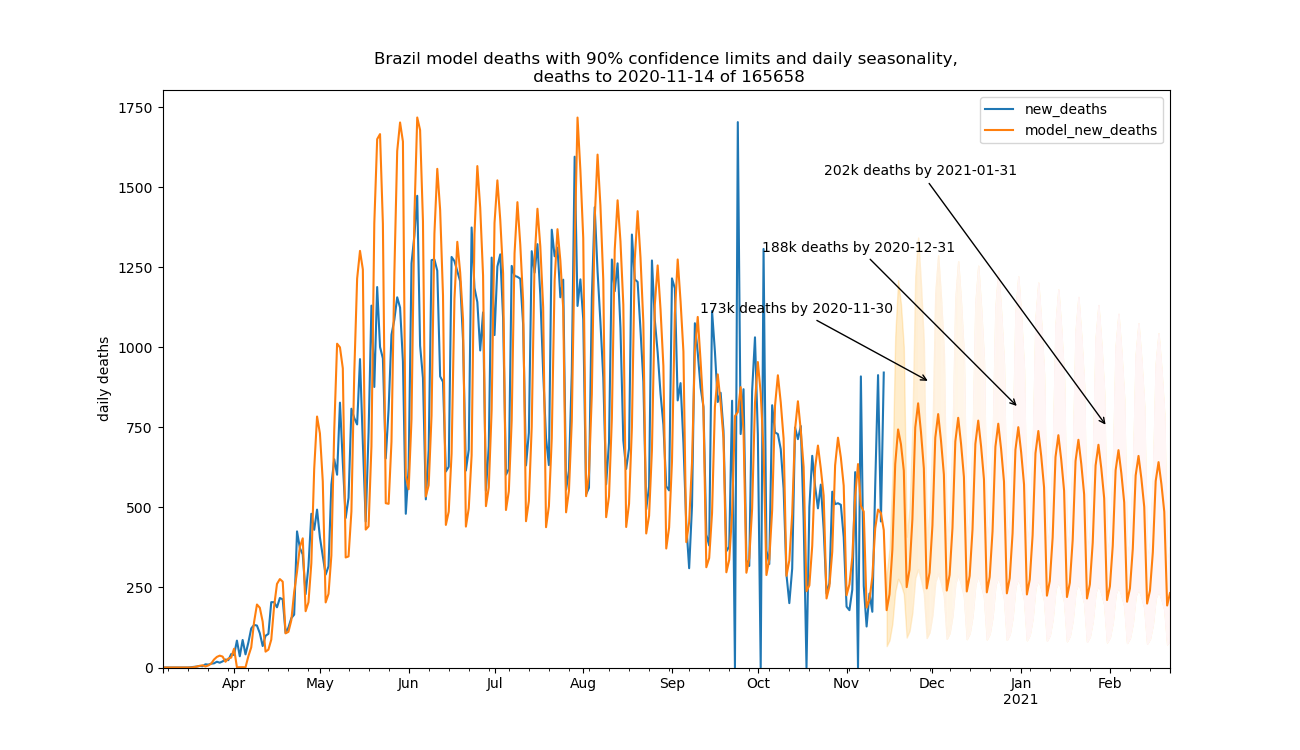 Brazil model deaths with 90% confidence limits and daily seasonality,
deaths to 2020-11-14 of 165658
new_deaths
model_new_deaths
202k deaths by 2021-01-31
188k deaths by 2020-12-31
173k deaths by 2020-11-30
daily deaths
1750
1500
1250
1000
750
500
250
0
Apr May Jun Jul Aug Sep Oct Nov Dec Jan Feb
2021